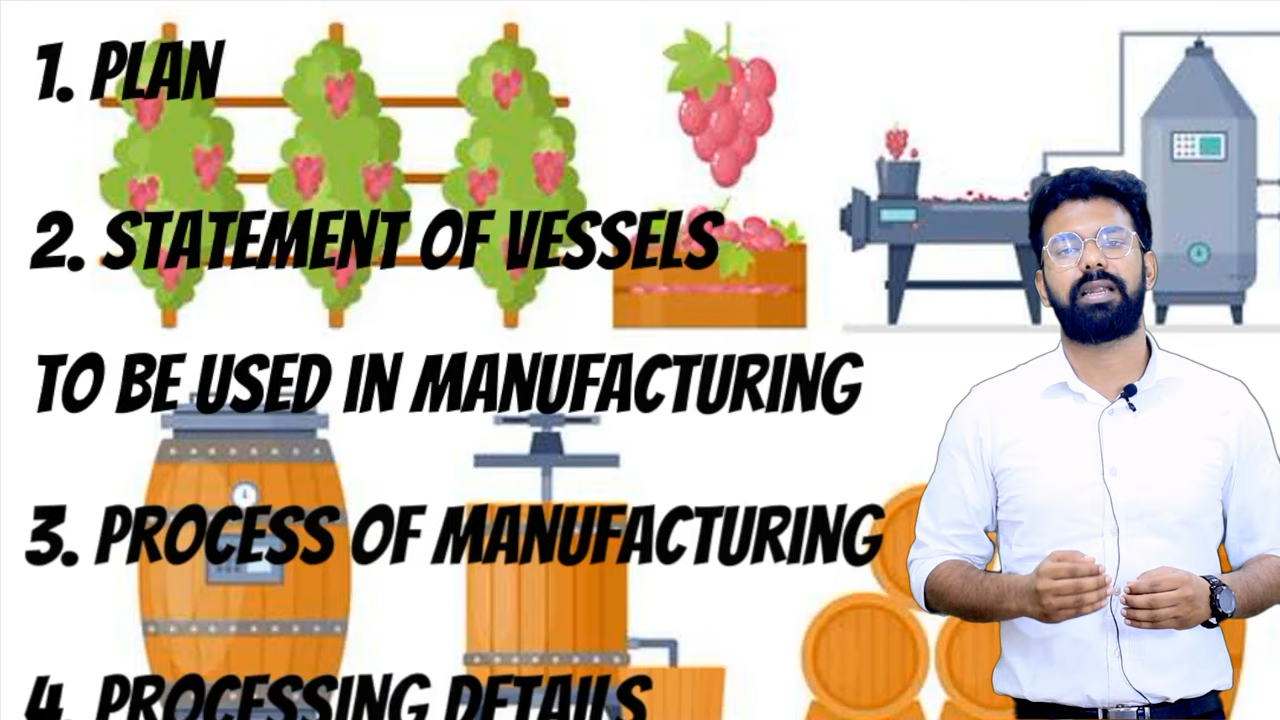 1. PLAN
2. STATEMENT OF VESSELS
TO BE USED IN MANUFACTURING
3. PROCESS OF MANUFACTURING
4. PROCESSING DETAILS